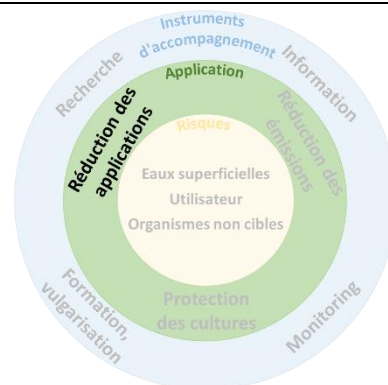 Instruments
d'accompagnement
Recherche
Information
Application
Réduction des
applications
Réduction des
émissions
Risques
Eaux superficielles
Utilisateur
Organismes non cibles
Protection
des cultures
Formation,
vulgarisation
Monitoring